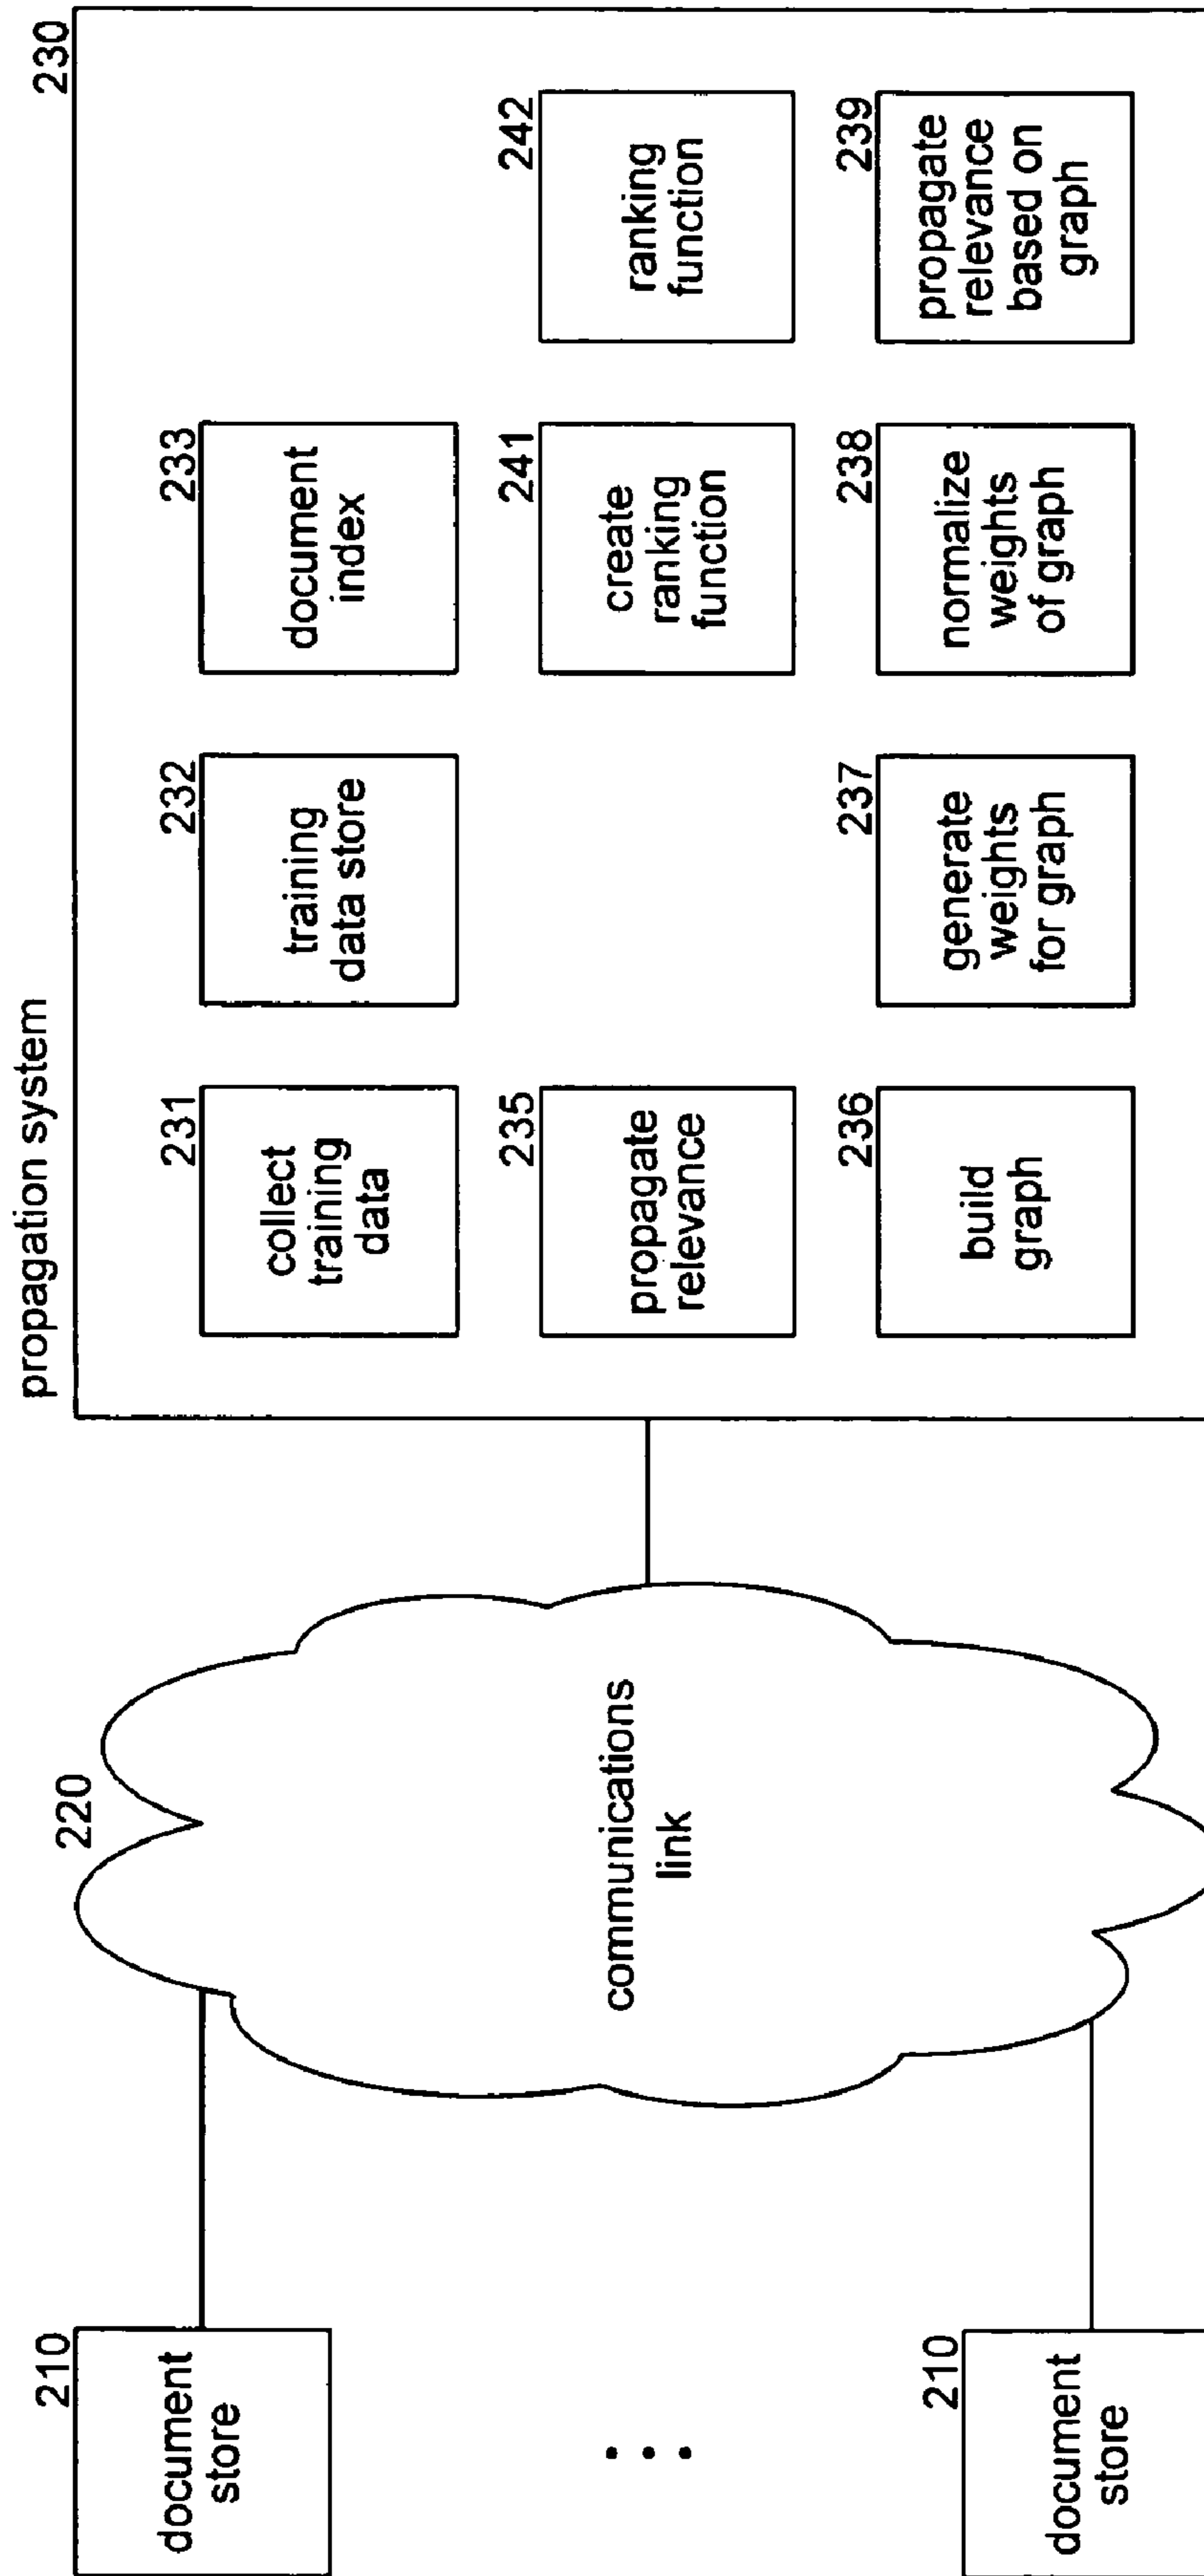 propagation system
230
210
document
store
210
document
store
220
communications
link
231
collect
training
data
232
training
data store
233
document
index
235
propagate
relevance
241
create
ranking
function
242
ranking
function
236
build
graph
237
generate
weights
for graph
238
normalize
weights
of graph
239
propagate
relevance
based on
graph